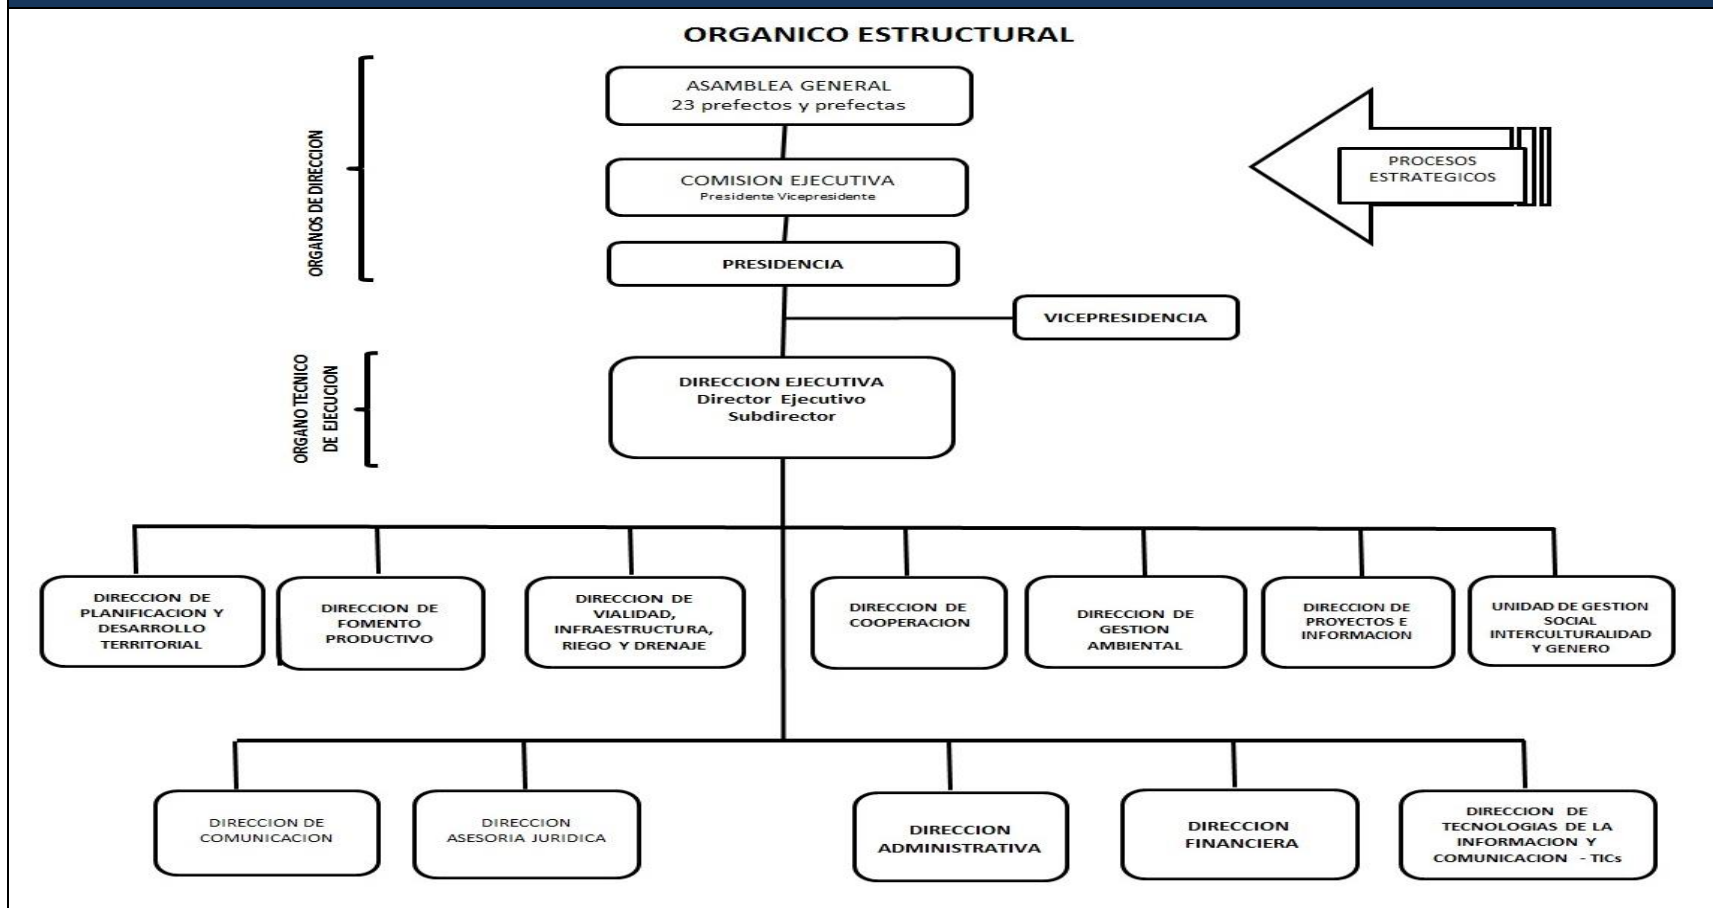 ORGANICO ESTRUCTURAL
ORGANOS DE DIRECCION
ASAMBLEA GENERAL
23 prefectos y prefectas
COMISION EJECUTIVA
Presidente Vicepresidente
PRESIDENCIA
PROCESOS
ESTRATEGICOS
VICEPRESIDENCIA
ORGANO TECNICO
DE EJECUCION
DIRECCION EJECUTIVA
Director Ejecutivo
Subdirector
DIRECCION DE
PLANIFICACION Y
DESARROLLO
TERRITORIAL
DIRECCION DE
FOMENTO
PRODUCTIVO
DIRECCION DE
VIALIDAD,
INFRAESTRUCTURA,
RIEGO Y DRENAJE
DIRECCION DE
COOPERACION
DIRECCION DE
GESTION
AMBIENTAL
DIRECCION DE
PROYECTOS E
INFORMACION
UNIDAD DE GESTION
SOCIAL
INTERCULTURALIDAD
Y GENERO
DIRECCION DE
COMUNICACION
DIRECCION
ASESORIA JURIDICA
DIRECCION
ADMINISTRATIVA
DIRECCION
FINANCIERA
DIRECCION DE
TECNOLOGIAS DE LA
INFORMACION Y
COMUNICACION - TICs